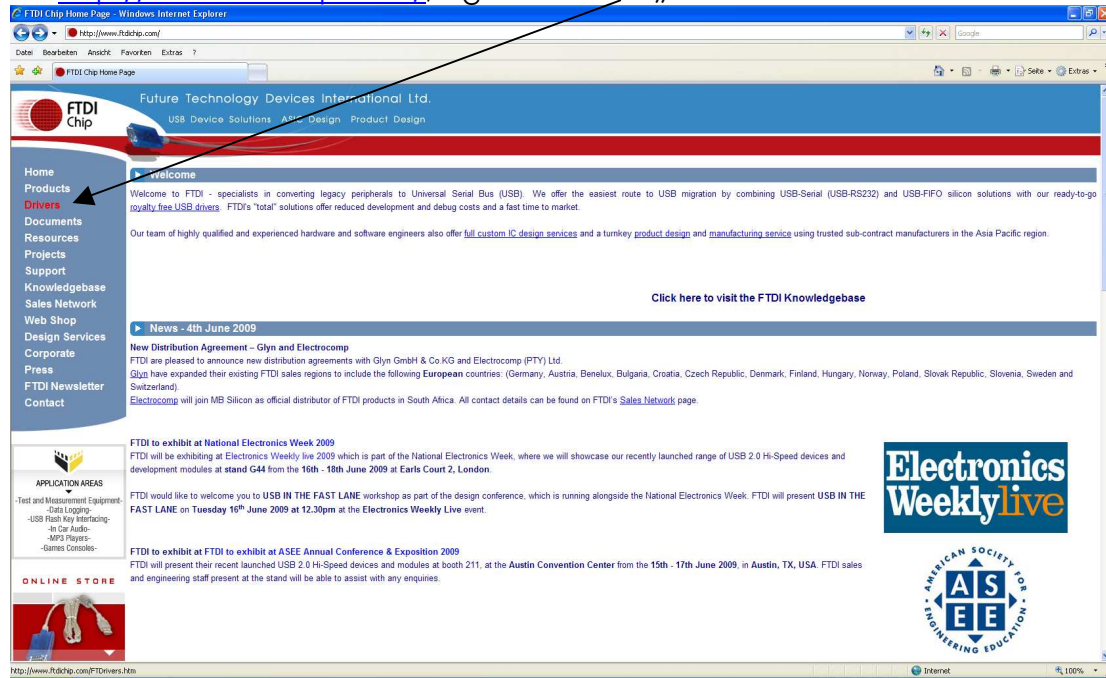 FTDI Chip Home Page - Windows Internet Explorer
http://www.ftdichip.com/
Google
Datei Bearbeiten Ansicht Favoriten Extras ?
FTDI Chip Home Page
Seite Extras
FTDI
Chip
Future Technology Devices International Ltd.
USB Device Solutions ASIC Design Product Design
Home
Products
Drivers
Documents
Resources
Projects
Support
Knowledgebase
Sales Network
Web Shop
Design Services
Corporate
Press
FTDI Newsletter
Contact
Welcome
Welcome to FTDI - specialists in converting legacy peripherals to Universal Serial Bus (USB). We offer the easiest route to USB migration by combining USB-Serial (USB-RS232) and USB-FIFO silicon solutions with our ready-to-go
royalty free USB drivers. FTDI's "total" solutions offer reduced development and debug costs and a fast time to market.
Our team of highly qualified and experienced hardware and software engineers also offer full custom IC design services and a turnkey product design and manufacturing service using trusted sub-contract manufacturers in the Asia Pacific region.
Click here to visit the FTDI Knowledgebase
News - 4th June 2009
New Distribution Agreement – Glyn and Electrocomp
FTDI are pleased to announce new distribution agreements with Glyn GmbH & Co.KG and Electrocomp (PTY) Ltd.
Glyn have expanded their existing FTDI sales regions to include the following European countries: (Germany, Austria, Benelux, Bulgaria, Croatia, Czech Republic, Denmark, Finland, Hungary, Norway, Poland, Slovak Republic, Slovenia, Sweden and
Switzerland).
Electrocomp will join MB Silicon as official distributor of FTDI products in South Africa. All contact details can be found on FTDI's Sales Network page.
FTDI to exhibit at National Electronics Week 2009
FTDI will be exhibiting at Electronics Weekly live 2009 which is part of the National Electronics Week, where we will showcase our recently launched range of USB 2.0 Hi-Speed devices and
development modules at stand G44 from the 16th - 18th June 2009 at Earls Court 2, London.
FTDI would like to welcome you to USB IN THE FAST LANE workshop as part of the design conference, which is running alongside the National Electronics Week. FTDI will present USB IN THE
FAST LANE on Tuesday 16th June 2009 at 12.30pm at the Electronics Weekly Live event.
FTDI to exhibit at FTDI to exhibit at ASEE Annual Conference & Exposition 2009
FTDI will present their recent launched USB 2.0 Hi-Speed devices and modules at booth 211, at the Austin Convention Center from the 15th - 17th June 2009, in Austin, TX, USA. FTDI sales
and engineering staff present at the stand will be able to assist with any enquiries.
Electronics
Weeklylive
AMERICAN SOCIETY FOR ENGINEERING EDUCATION
AS
EE
APPLICATION AREAS
-Test and Measurement Equipment-
-Data Logging-
-USB Flash Key Interfacing-
-In Car Audio-
-MP3 Players-
-Games Consoles-
ONLINE STORE
http://www.ftdichip.com/FTDrivers.htm
Internet
100%